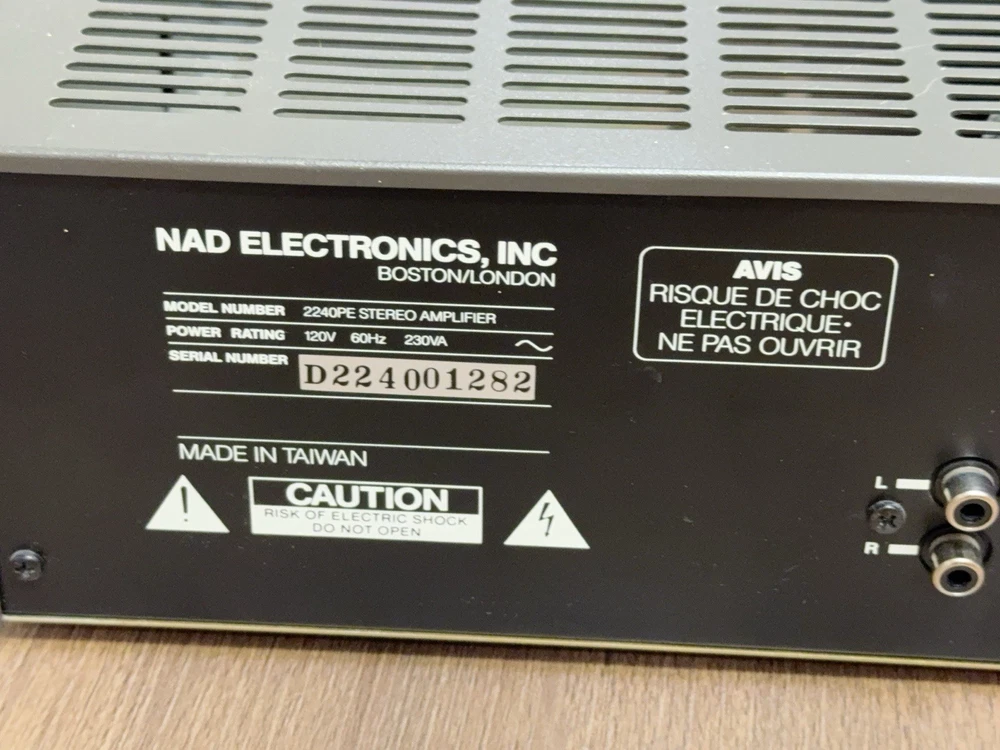 NAD ELECTRONICS, INC
BOSTON/LONDON
MODEL NUMBER 2240PE STEREO AMPLIFIER
POWER RATING 120V 60Hz 230VA
SERIAL NUMBER D224001282
MADE IN TAIWAN
CAUTION
RISK OF ELECTRIC SHOCK
DO NOT OPEN
AVIS
RISQUE DE CHOC
ELECTRIQUE•
NE PAS OUVRIR
L
R